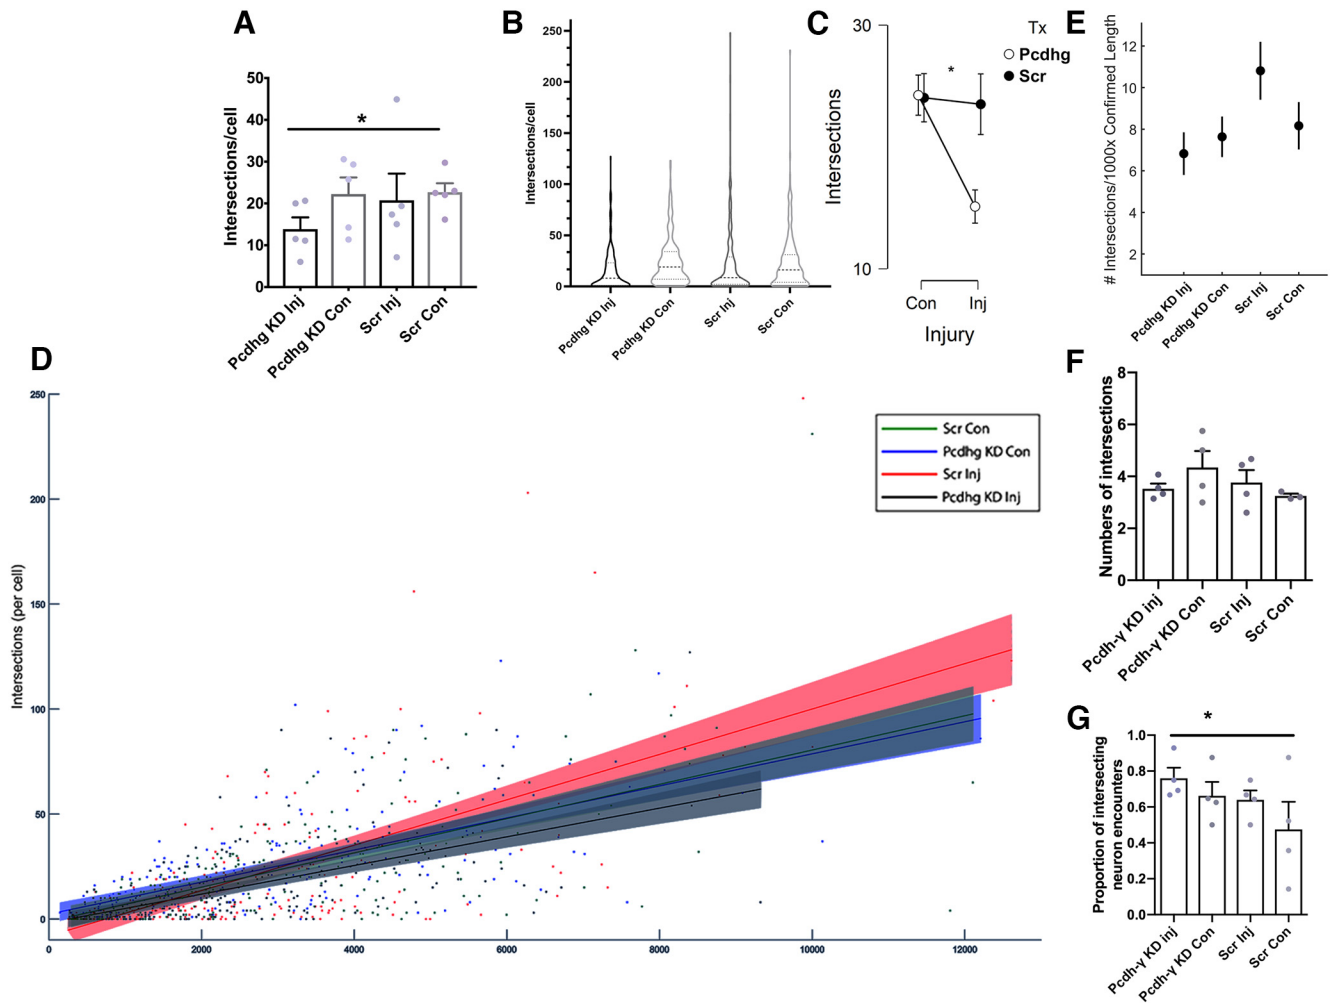 A
Intersections/cell
50
40
30
20
10
0
*
Pcdhg KD Inj
Pcdhg KD Con
Scr Inj
Scr Con
B
Intersections/cell
250
200
150
100
50
0
Pcdhg KD Inj
Pcdhg KD Con
Scr Inj
Scr Con
C
Intersections
30
10
*
Tx
Pcdhg
Scr
Con
Inj
Injury
E
# Intersections/1000x Confirmed Length
12
10
8
6
4
2
Pcdhg KD Inj
Pcdhg KD Con
Scr Inj
Scr Con
D
Intersections (per cell)
250
200
150
100
50
0
0
2000
4000
6000
8000
10000
12000
Scr Con
Pcdhg KD Con
Scr Inj
Pcdhg KD Inj
F
Numbers of intersections
8
6
4
2
0
Pcdh-γ KD inj
Pcdh-γ KD Con
Scr Inj
Scr Con
G
Proportion of intersecting
neuron encounters
1.0
0.8
0.6
0.4
0.2
0.0
*
Pcdh-γ KD inj
Pcdh-γ KD Con
Scr Inj
Scr Con